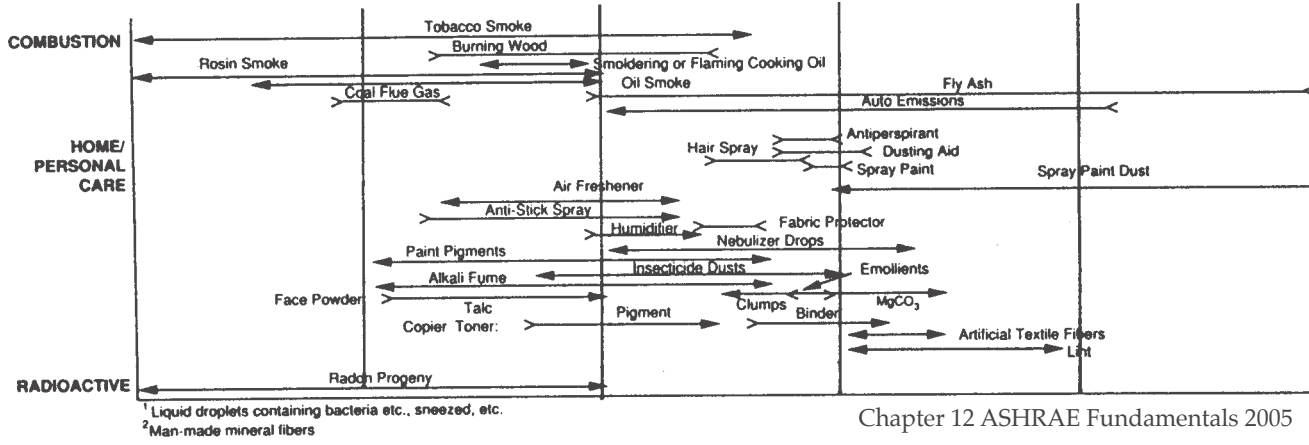 Tobacco Smoke
COMBUSTION
Burning Wood
Rosin Smoke
Smoldering or Flaming Cooking Oil
Oil Smoke
Fly Ash
Coal Flue Gas
Auto Emissions
HOME/
PERSONAL
CARE
Antiperspirant
Hair Spray
Dusting Aid
Spray Paint
Spray Paint Dust
Air Freshener
Anti-Stick Spray
Fabric Protector
Humidifier
Nebulizer Drops
Paint Pigments
Insecticide Dusts
Emollients
Alkali Fume
Face Powder
Clumps
MgCO3
Talc
Binder
Copier Toner:
Pigment
Artificial Textile Fibers
Lint
RADIOACTIVE
Radon Progeny
1 Liquid droplets containing bacteria etc., sneezed, etc.
2Man-made mineral fibers
Chapter 12 ASHRAE Fundamentals 2005